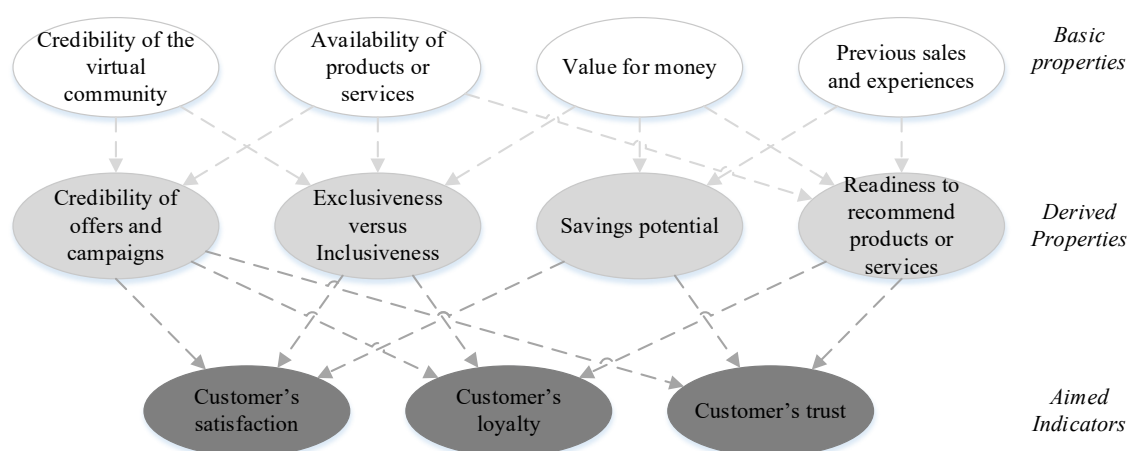 Credibility of the
virtual
community
Availability of
products or
services
Value for money
Previous sales
and experiences
Basic
properties
Credibility of
offers and
campaigns
Exclusiveness
versus
Inclusiveness
Savings potential
Readiness to
recommend
products or
services
Derived
Properties
Customer’s
satisfaction
Customer’s
loyalty
Customer’s trust
Aimed
Indicators